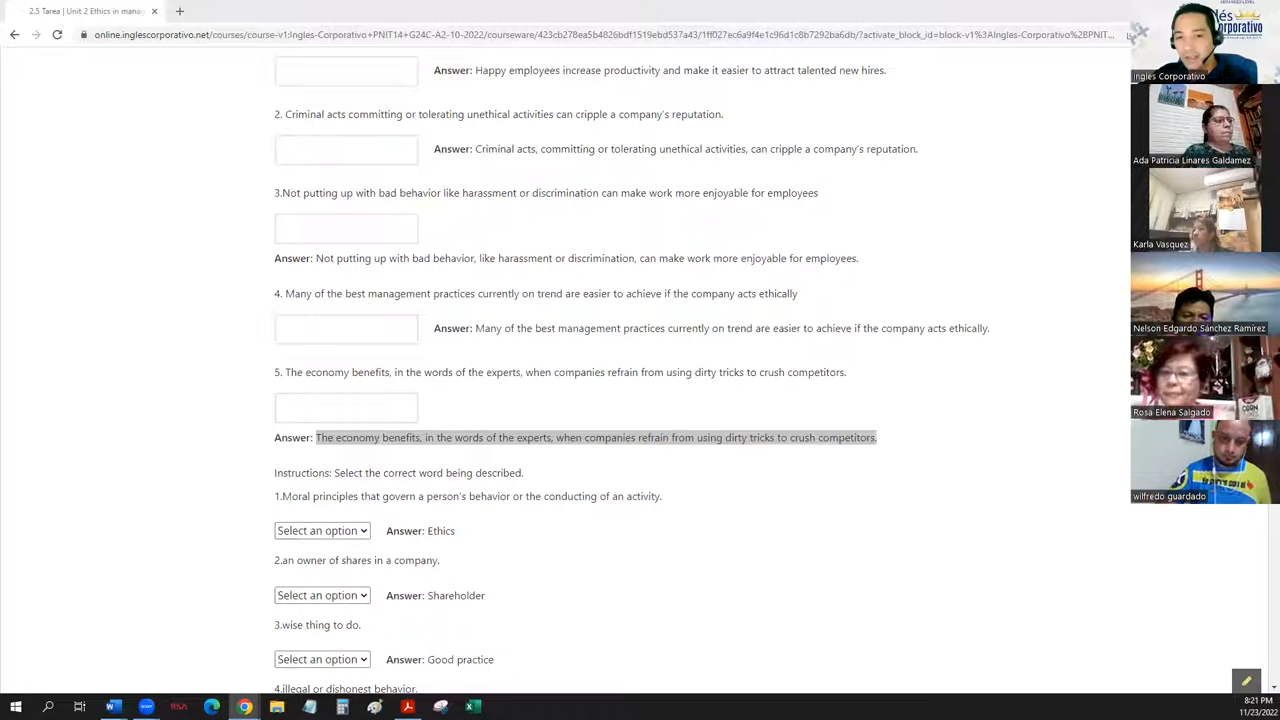 2.5 Tarea | Unit 2 Ethics in mana
online.inglescorporativo.net/courses/course-v1:Ingles-Corporativo+PNIT14+G24C-A2-10-2023/courseware/
Answer: Happy employees increase productivity and make it easier to attract talented new hires.
2. Criminal acts committing or tolerating unethical activities can cripple a company's reputation.
Answer: Criminal acts, committing or tolerating unethical activities, can cripple a company's reputation.
3.Not putting up with bad behavior like harassment or discrimination can make work more enjoyable for employees
Answer: Not putting up with bad behavior, like harassment or discrimination, can make work more enjoyable for employees.
4. Many of the best management practices currently on trend are easier to achieve if the company acts ethically
Answer: Many of the best management practices currently on trend are easier to achieve if the company acts ethically.
5. The economy benefits, in the words of the experts, when companies refrain from using dirty tricks to crush competitors.
Answer: The economy benefits, in the words of the experts, when companies refrain from using dirty tricks to crush competitors.
Instructions: Select the correct word being described.
1.Moral principles that govern a person's behavior or the conducting of an activity.
Select an option Answer: Ethics
2.an owner of shares in a company.
Select an option Answer: Shareholder
3.wise thing to do.
Select an option Answer: Good practice
4.illegal or dishonest behavior.
Ingles Corporativo
Ada Patricia Linares Galdamez
Karla Vasquez
Nelson Edgardo Sánchez Ramírez
Rosa Elena Salgado
wilfredo guardado
8:21 PM
11/23/2022